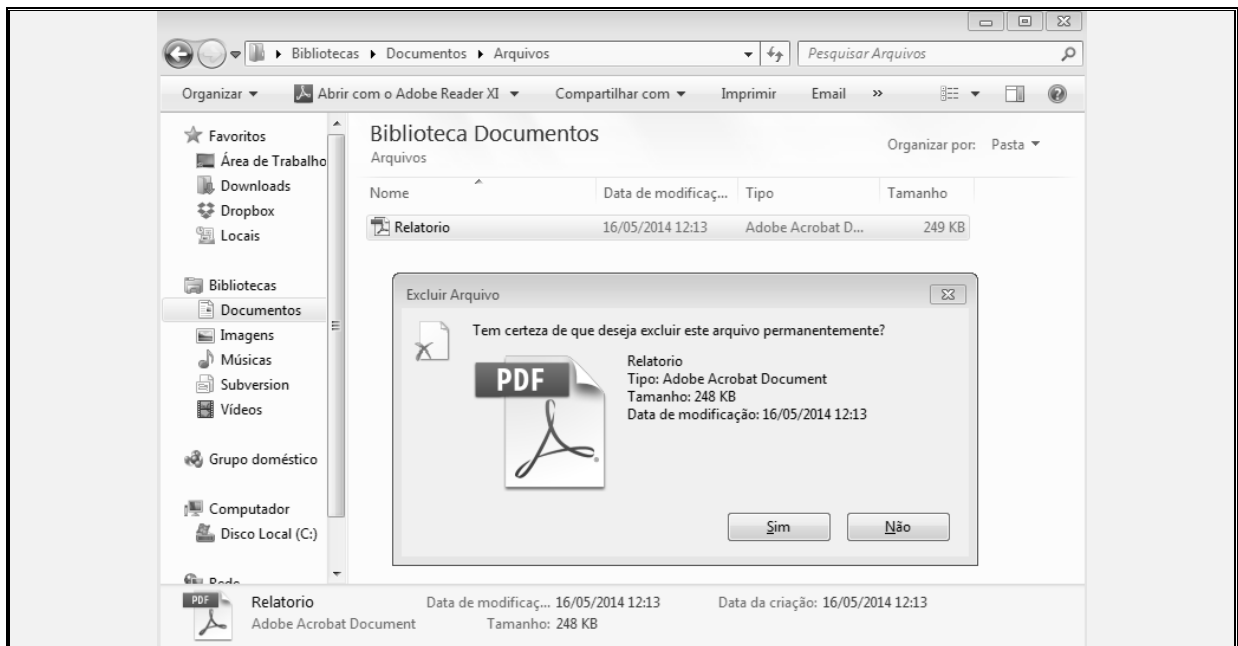 Bibliotecas ▸ Documentos ▸ Arquivos Pesquisar Arquivos
Organizar Abrir com o Adobe Reader XI Compartilhar com Imprimir Email »
Favoritos
Área de Trabalho
Downloads
Dropbox
Locais
Bibliotecas
Documentos
Imagens
Músicas
Subversion
Vídeos
Grupo doméstico
Computador
Disco Local (C:)
Rede
Biblioteca Documentos
Arquivos
Organizar por: Pasta
Nome Data de modificaç... Tipo Tamanho
Relatorio 16/05/2014 12:13 Adobe Acrobat D... 249 KB
Excluir Arquivo
Tem certeza de que deseja excluir este arquivo permanentemente?
PDF
Relatorio
Tipo: Adobe Acrobat Document
Tamanho: 248 KB
Data de modificação: 16/05/2014 12:13
Sim Não
PDF
Relatorio Data de modificaç... 16/05/2014 12:13 Data da criação: 16/05/2014 12:13
Adobe Acrobat Document Tamanho: 248 KB